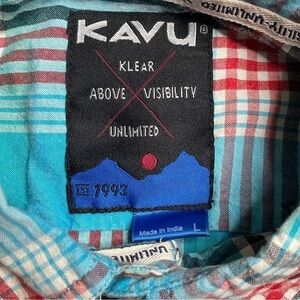 KAVU®
KLEAR
ABOVE VISIBILITY
UNLIMITED
EST 1993
Made in India L